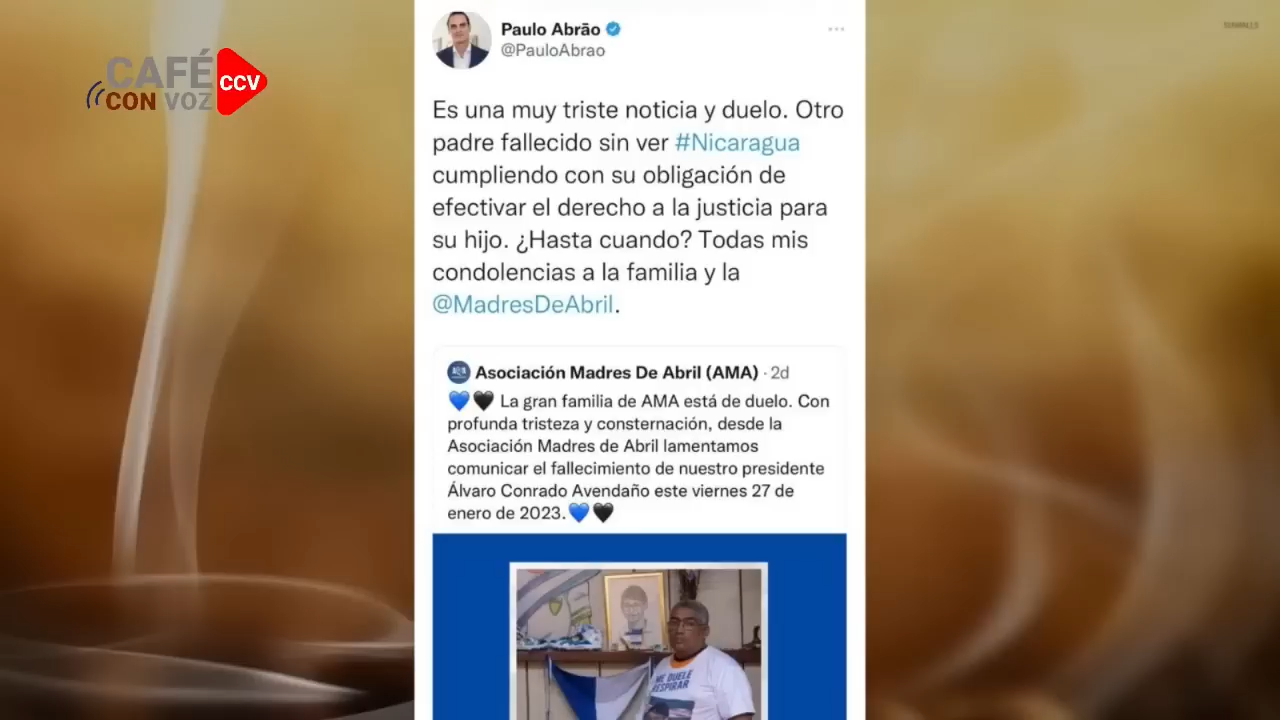 CAFÉ
CON VOZ
CCV
Paulo Abrão
@PauloAbrao
Es una muy triste noticia y duelo. Otro
padre fallecido sin ver #Nicaragua
cumpliendo con su obligación de
efectivar el derecho a la justicia para
su hijo. ¿Hasta cuando? Todas mis
condolencias a la familia y la
@MadresDeAbril.
Asociación Madres De Abril (AMA) · 2d
💙🖤 La gran familia de AMA está de duelo. Con
profunda tristeza y consternación, desde la
Asociación Madres de Abril lamentamos
comunicar el fallecimiento de nuestro presidente
Álvaro Conrado Avendaño este viernes 27 de
enero de 2023.💙🖤
ME DUELE
RESPIRAR